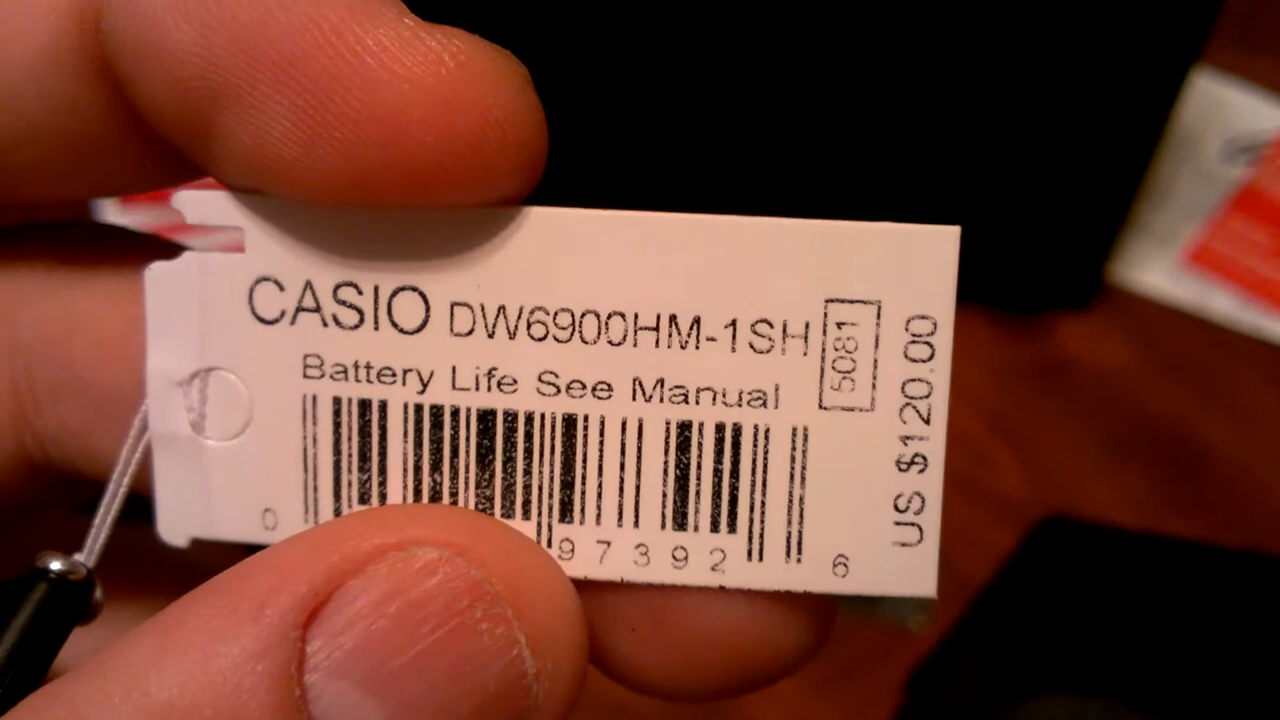 CASIO DW6900HM-1SH
5081
Battery Life See Manual
US $120.00
0 97392 6